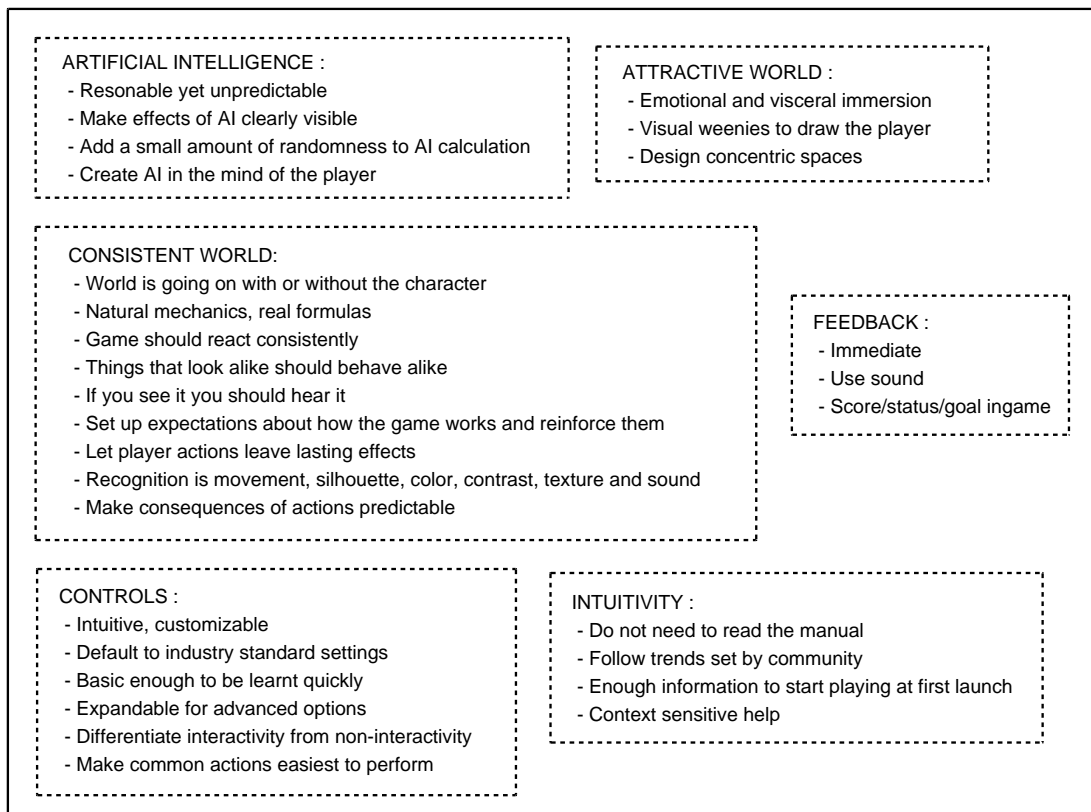 ARTIFICIAL INTELLIGENCE :
- Resonable yet unpredictable
- Make effects of AI clearly visible
- Add a small amount of randomness to AI calculation
- Create AI in the mind of the player
ATTRACTIVE WORLD :
- Emotional and visceral immersion
- Visual weenies to draw the player
- Design concentric spaces
CONSISTENT WORLD:
- World is going on with or without the character
- Natural mechanics, real formulas
- Game should react consistently
- Things that look alike should behave alike
- If you see it you should hear it
- Set up expectations about how the game works and reinforce them
- Let player actions leave lasting effects
- Recognition is movement, silhouette, color, contrast, texture and sound
- Make consequences of actions predictable
FEEDBACK :
- Immediate
- Use sound
- Score/status/goal ingame
CONTROLS :
- Intuitive, customizable
- Default to industry standard settings
- Basic enough to be learnt quickly
- Expandable for advanced options
- Differentiate interactivity from non-interactivity
- Make common actions easiest to perform
INTUITIVITY :
- Do not need to read the manual
- Follow trends set by community
- Enough information to start playing at first launch
- Context sensitive help